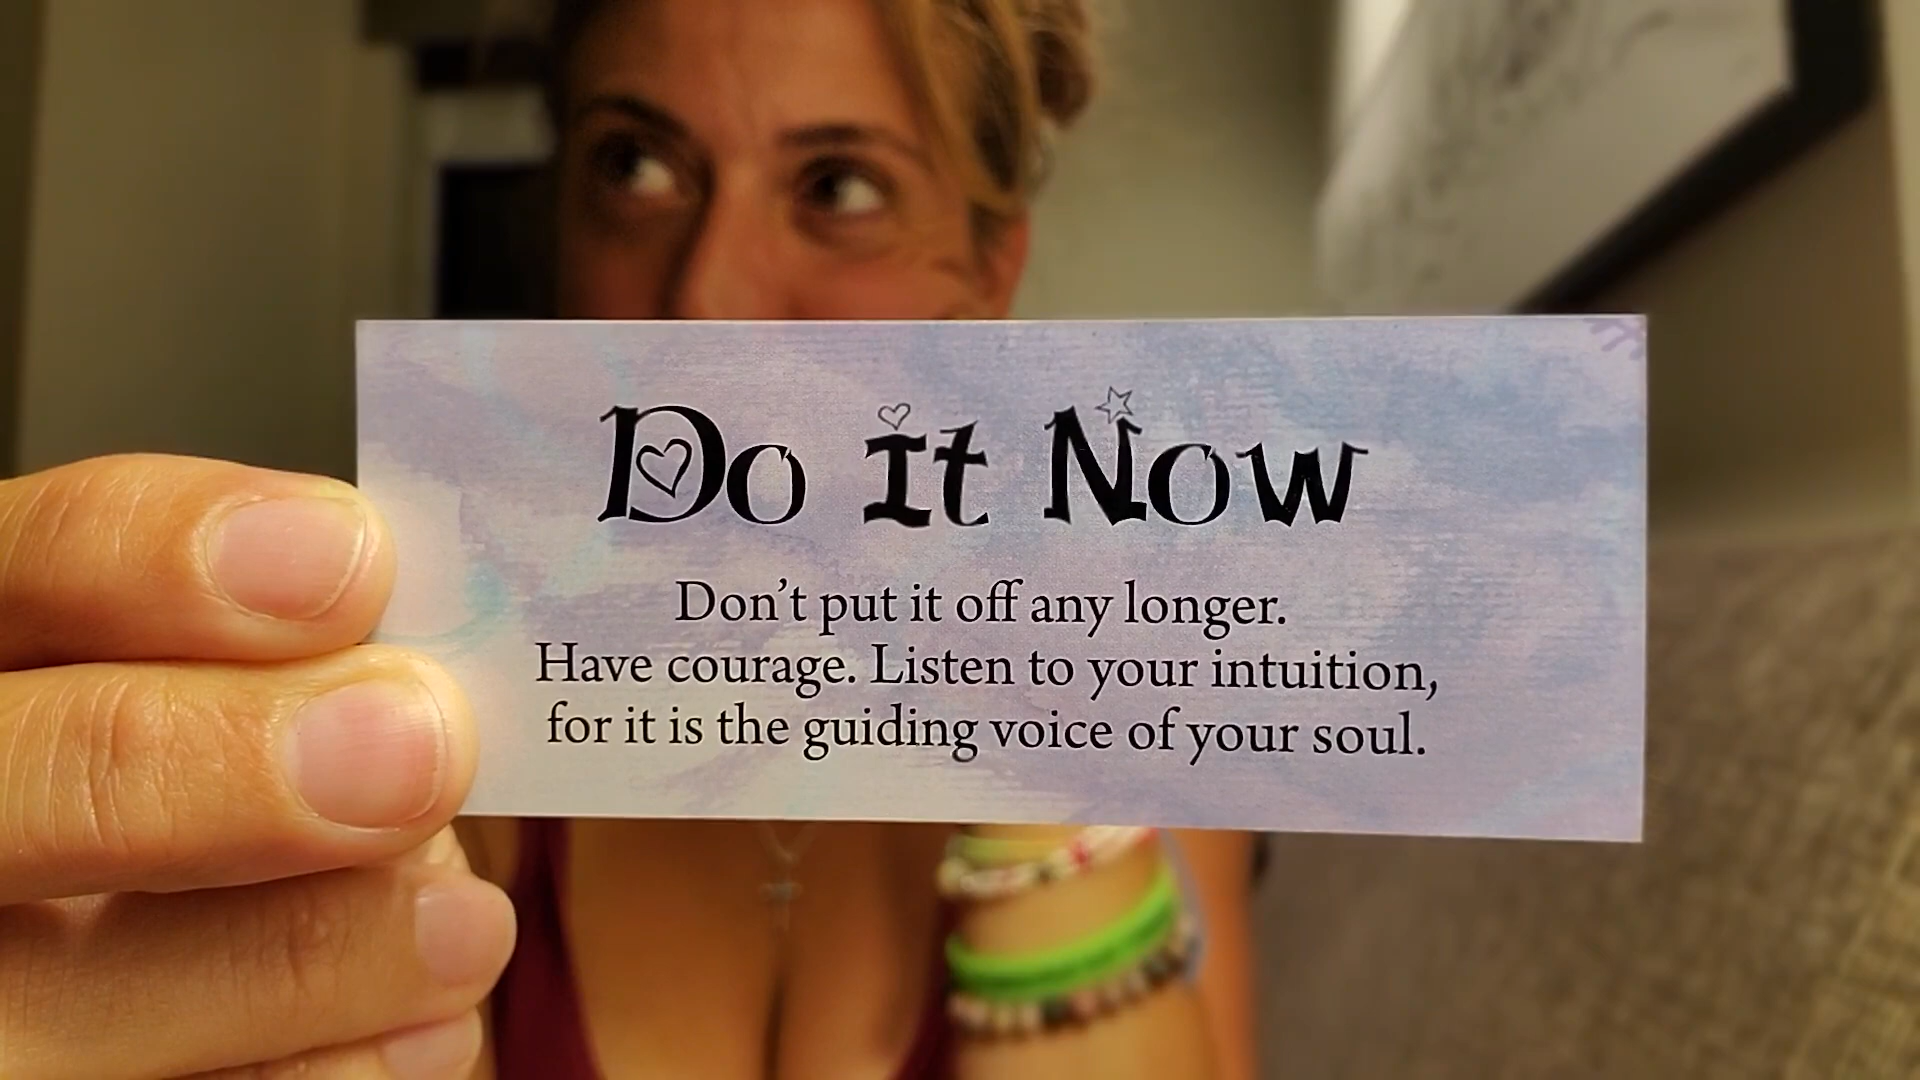 Do it Now
Don't put it off any longer.
Have courage. Listen to your intuition,
for it is the guiding voice of your soul.